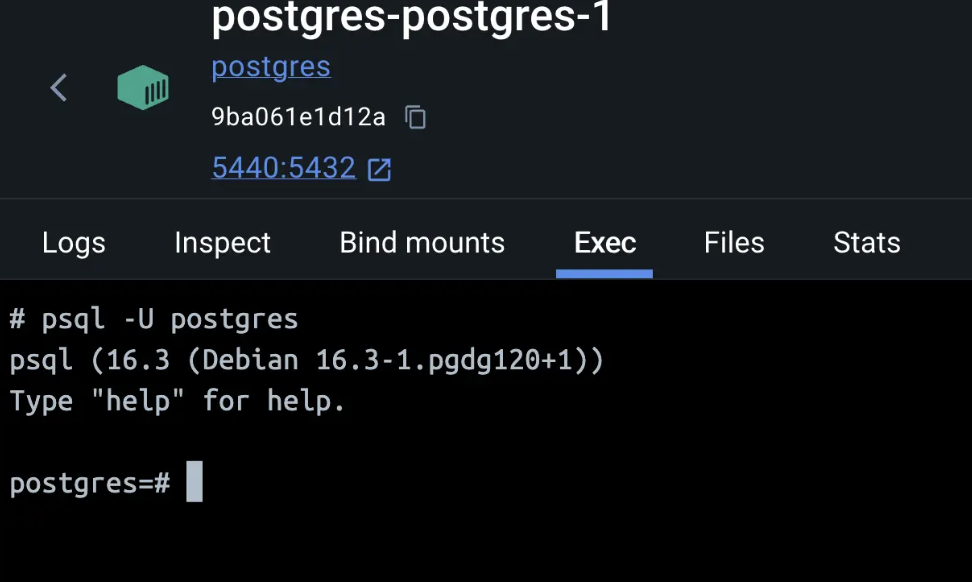 postgres-postgres-1
postgres
9ba061e1d12a
5440:5432
Logs Inspect Bind mounts Exec Files Stats
# psql -U postgres
psql (16.3 (Debian 16.3-1.pgdg120+1))
Type "help" for help.
postgres=#